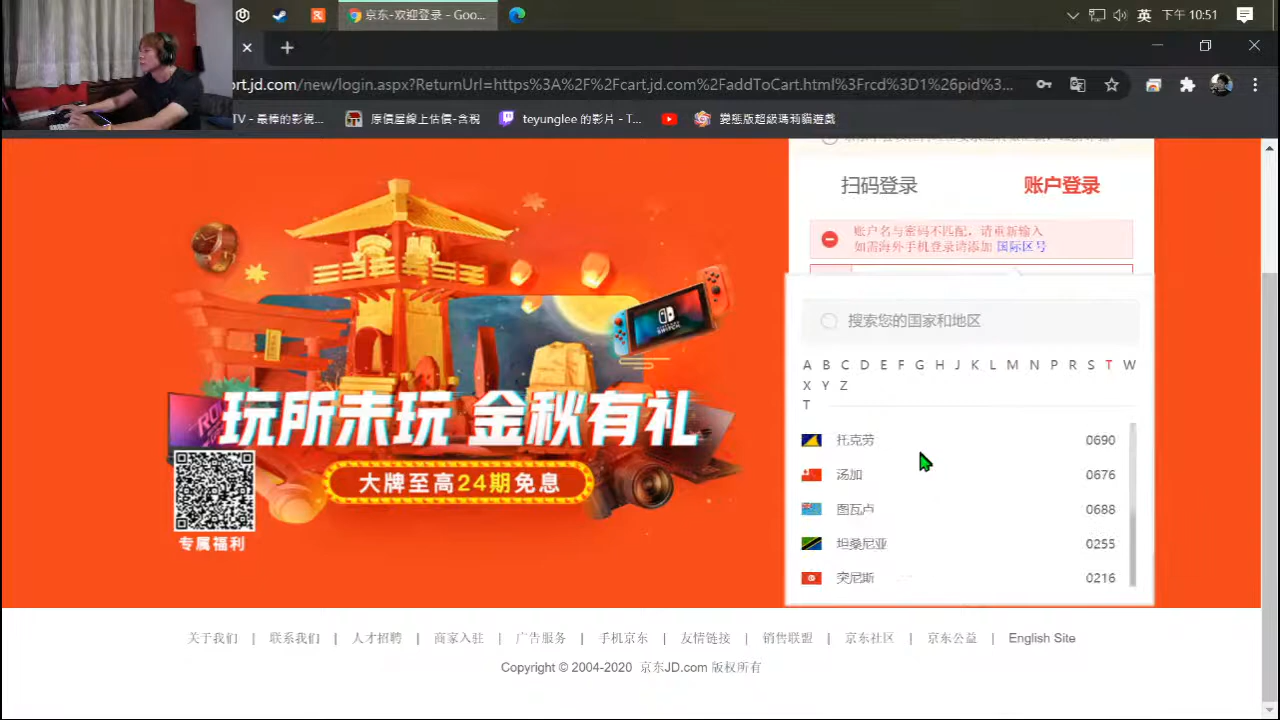 京东-欢迎登录 - Goo...
英
下午 10:51
ort.jd.com/new/login.aspx?ReturnUrl=https%3A%2F%2Fcart.jd.com%2FaddToCart.html%3Frcd%3D1%26pid%3...
TV - 最棒的影視...
原價屋線上估價-含稅
teyunglee 的影片 - T...
扫码登录
账户登录
账户名与密码不匹配，请重新输入
如需海外手机登录请添加 国际区号
搜索您的国家和地区
A B C D E F G H J K L M N P R S T W
X Y Z
T
托克劳 0690
汤加 0676
图瓦卢 0688
坦桑尼亚 0255
突尼斯 0216
玩所未玩 金秋有礼
大牌至高24期免息
专属福利
关于我们 | 联系我们 | 人才招聘 | 商家入驻 | 广告服务 | 手机京东 | 友情链接 | 销售联盟 | 京东社区 | 京东公益 | English Site
Copyright © 2004-2020 京东JD.com 版权所有